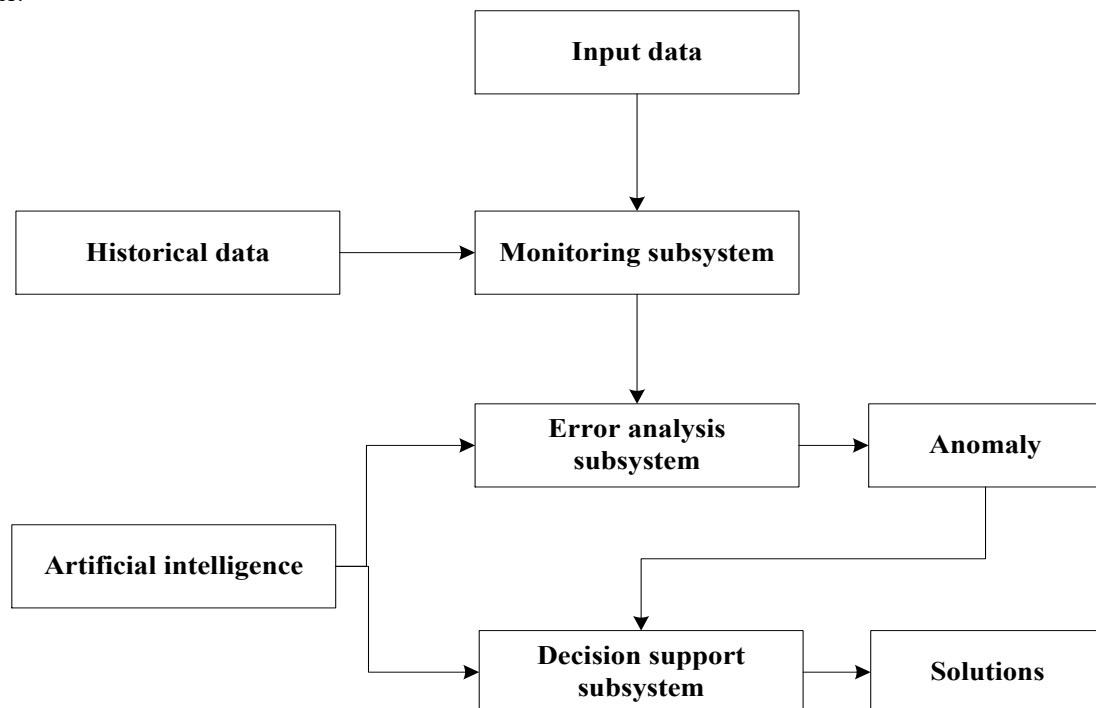 Input data
Historical data
Monitoring subsystem
Error analysis
subsystem
Anomaly
Artificial intelligence
Decision support
subsystem
Solutions